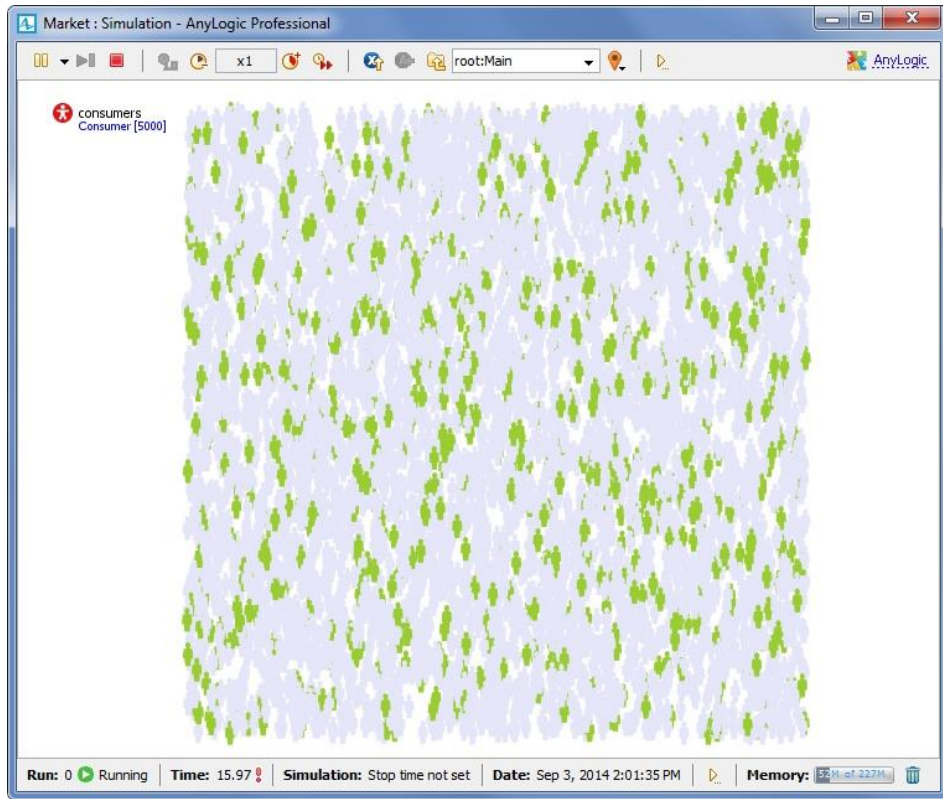 Market : Simulation - AnyLogic Professional
x1
root:Main
AnyLogic
consumers
Consumer [5000]
Run: 0 Running Time: 15.97 Simulation: Stop time not set Date: Sep 3, 2014 2:01:35 PM Memory: 52M of 227M